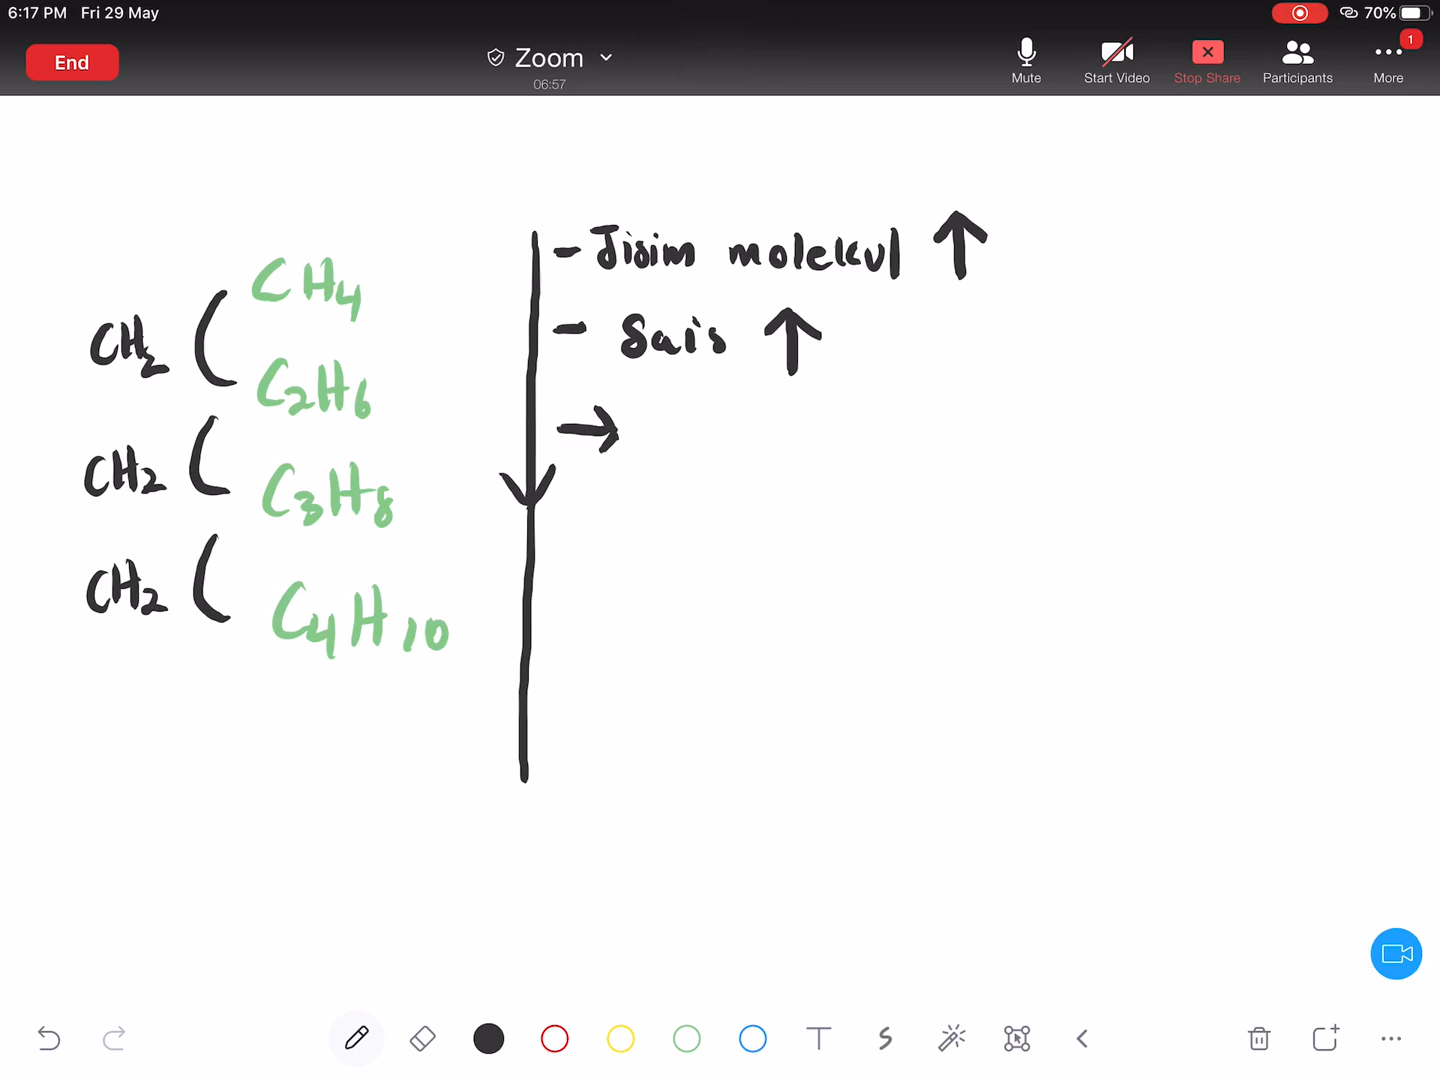 6:17 PM Fri 29 May
70%
End
Zoom
06:57
Mute
Start Video
Stop Share
Participants
More
1
CH4
CH2
C2H6
CH2
C3H8
CH2
C4H10
- Jisim molekul ↑
- Sais ↑
→
T